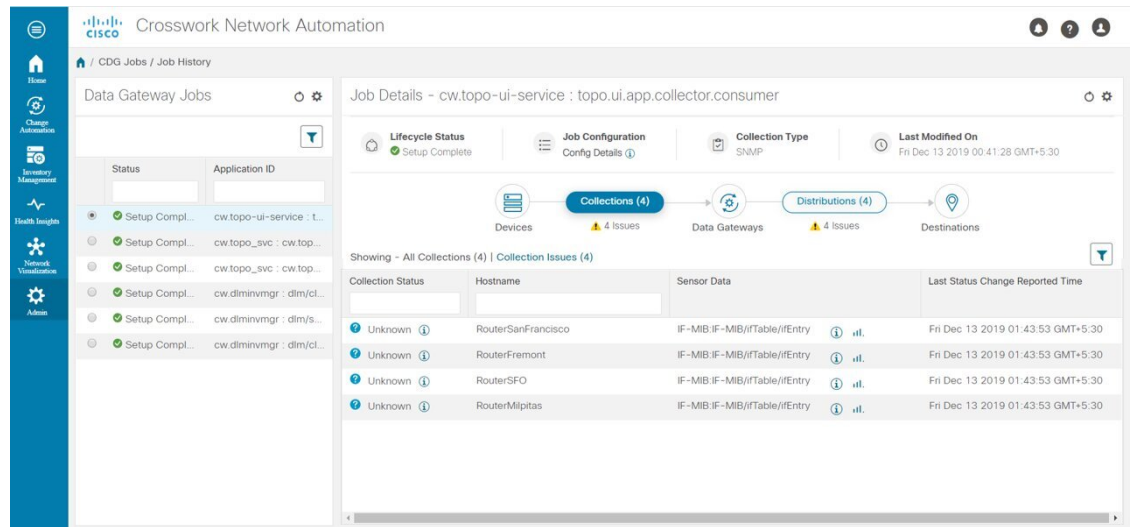 CISCO Crosswork Network Automation
Home
Change
Automation
Inventory
Management
Health Insights
Network
Visualization
Admin
/ CDG Jobs / Job History
Data Gateway Jobs
Status Application ID
Setup Compl... cw.topo-ui-service : t...
Setup Compl... cw.topo_svc : cw.top...
Setup Compl... cw.topo_svc : cw.top...
Setup Compl... cw.dlminvmgr : dlm/cl...
Setup Compl... cw.dlminvmgr : dlm/s...
Setup Compl... cw.dlminvmgr : dlm/cl...
Job Details - cw.topo-ui-service : topo.ui.app.collector.consumer
Lifecycle Status Job Configuration Collection Type Last Modified On
Setup Complete Config Details SNMP Fri Dec 13 2019 00:41:28 GMT+5:30
Collections (4) Distributions (4)
Devices 4 Issues Data Gateways 4 Issues Destinations
Showing - All Collections (4) | Collection Issues (4)
Collection Status Hostname Sensor Data Last Status Change Reported Time
Unknown RouterSanFrancisco IF-MIB:IF-MIB/ifTable/ifEntry Fri Dec 13 2019 01:43:53 GMT+5:30
Unknown RouterFremont IF-MIB:IF-MIB/ifTable/ifEntry Fri Dec 13 2019 01:43:53 GMT+5:30
Unknown RouterSFO IF-MIB:IF-MIB/ifTable/ifEntry Fri Dec 13 2019 01:43:53 GMT+5:30
Unknown RouterMilpitas IF-MIB:IF-MIB/ifTable/ifEntry Fri Dec 13 2019 01:43:53 GMT+5:30